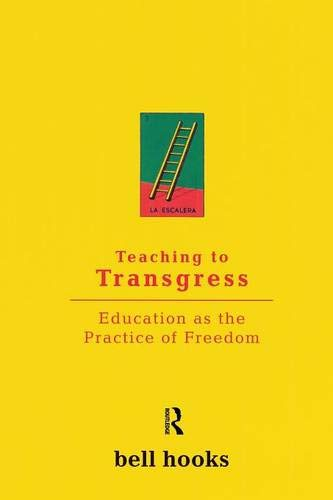 LA ESCALERA
Teaching to
Transgress
Education as the
Practice of Freedom
R
ROUTLEDGE
bell hooks